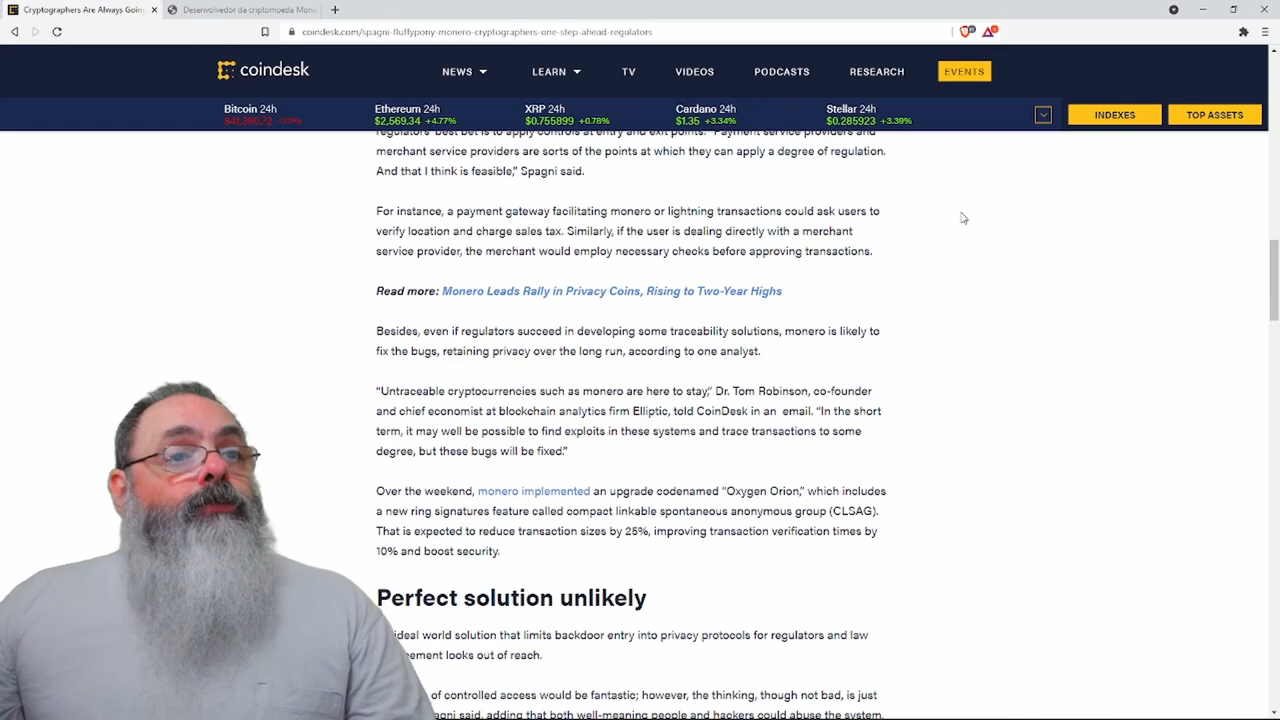 Cryptographers Are Always Goin
Desenvolvedor da criptomoeda Mone
coindesk.com/spagni-fluffypony-monero-cryptographers-one-step-ahead-regulators
coindesk
NEWS LEARN TV VIDEOS PODCASTS RESEARCH EVENTS
Bitcoin 24h Ethereum 24h XRP 24h Cardano 24h Stellar 24h
$2,569.34 +4.77% $0.755899 +0.78% $1.35 +3.34% $0.285923 +3.39%
INDEXES TOP ASSETS
regulators' best bet is to apply controls at entry and exit points. "Payment service providers and
merchant service providers are sorts of the points at which they can apply a degree of regulation.
And that I think is feasible," Spagni said.
For instance, a payment gateway facilitating monero or lightning transactions could ask users to
verify location and charge sales tax. Similarly, if the user is dealing directly with a merchant
service provider, the merchant would employ necessary checks before approving transactions.
Read more: Monero Leads Rally in Privacy Coins, Rising to Two-Year Highs
Besides, even if regulators succeed in developing some traceability solutions, monero is likely to
fix the bugs, retaining privacy over the long run, according to one analyst.
"Untraceable cryptocurrencies such as monero are here to stay," Dr. Tom Robinson, co-founder
and chief economist at blockchain analytics firm Elliptic, told CoinDesk in an email. "In the short
term, it may well be possible to find exploits in these systems and trace transactions to some
degree, but these bugs will be fixed."
Over the weekend, monero implemented an upgrade codenamed "Oxygen Orion," which includes
a new ring signatures feature called compact linkable spontaneous anonymous group (CLSAG).
That is expected to reduce transaction sizes by 25%, improving transaction verification times by
10% and boost security.
Perfect solution unlikely
ideal world solution that limits backdoor entry into privacy protocols for regulators and law
ement looks out of reach.
of controlled access would be fantastic; however, the thinking, though not bad, is just
agni said, adding that both well-meaning people and hackers could abuse the system.